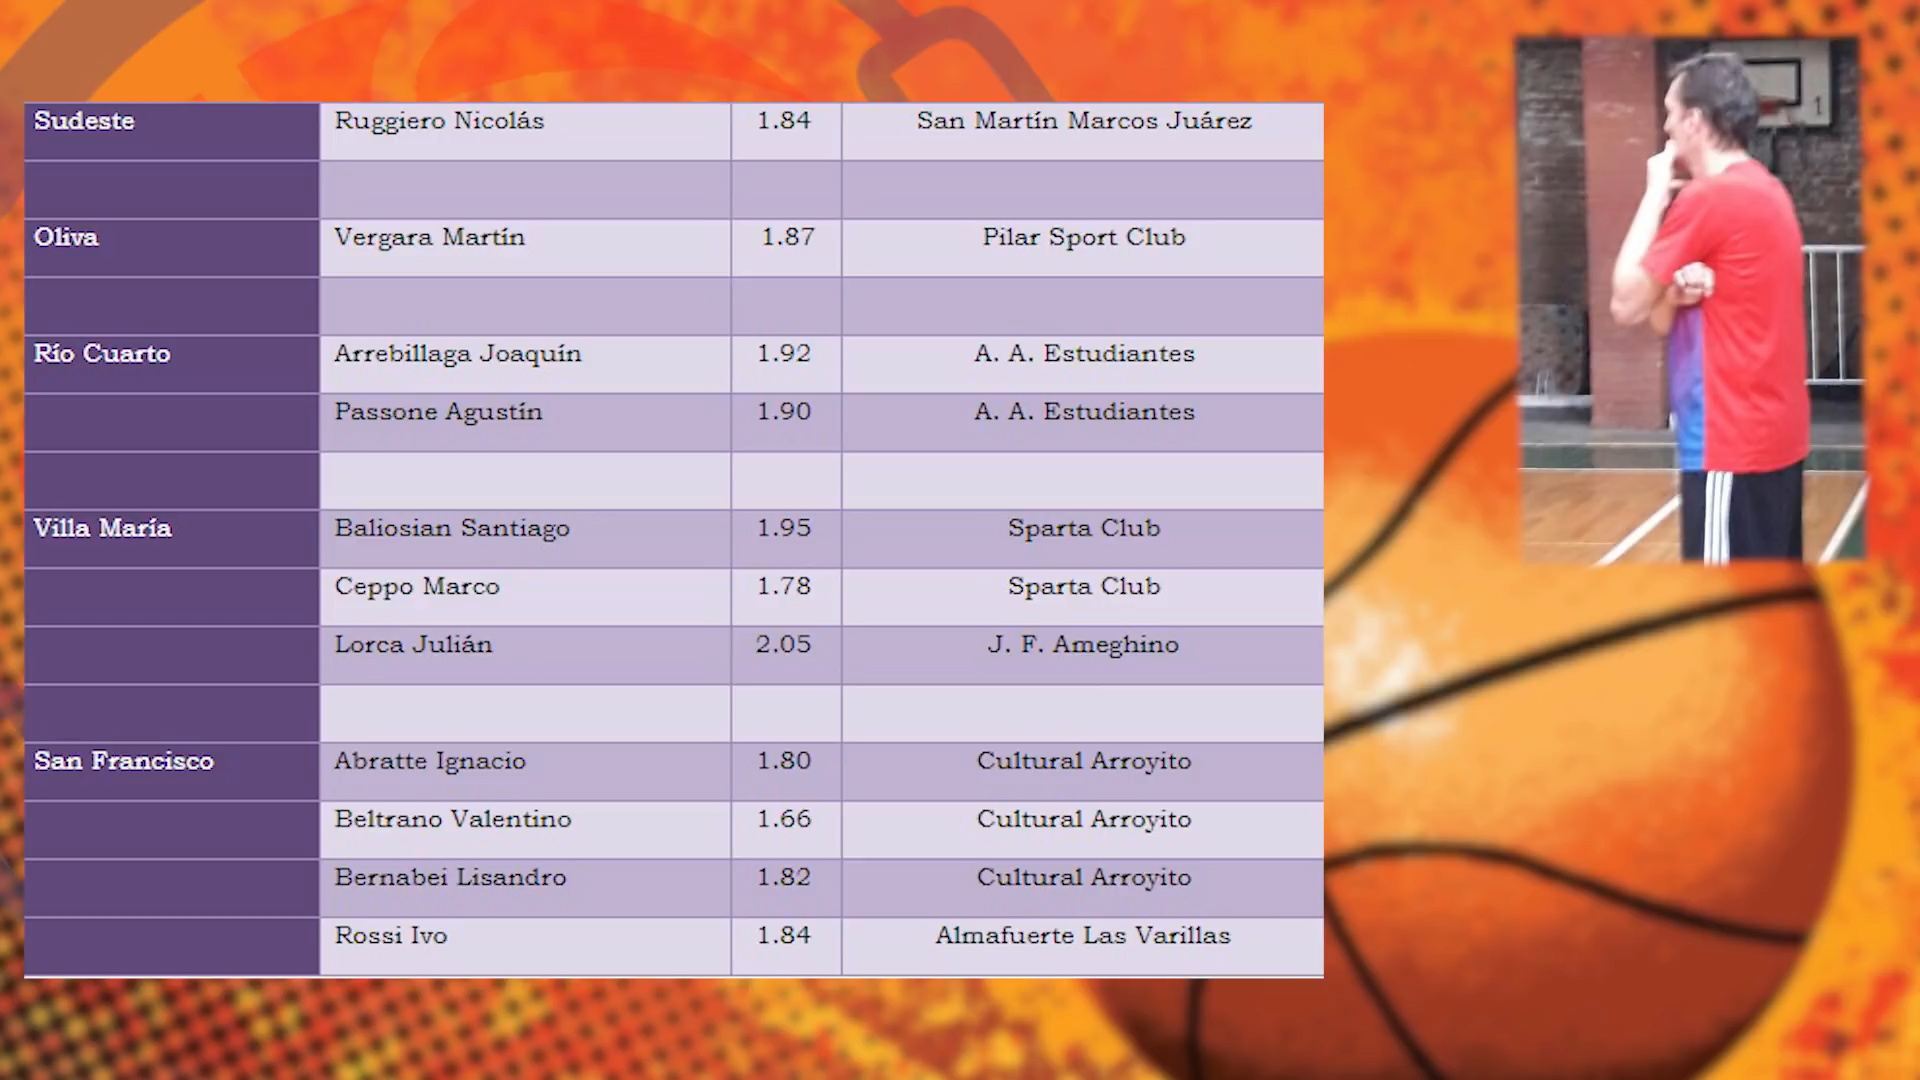 Sudeste Ruggiero Nicolás 1.84 San Martín Marcos Juárez
Oliva Vergara Martín 1.87 Pilar Sport Club
Río Cuarto Arrebillaga Joaquín 1.92 A. A. Estudiantes
Passone Agustín 1.90 A. A. Estudiantes
Villa María Baliosian Santiago 1.95 Sparta Club
Ceppo Marco 1.78 Sparta Club
Lorca Julián 2.05 J. F. Ameghino
San Francisco Abratte Ignacio 1.80 Cultural Arroyito
Beltrano Valentino 1.66 Cultural Arroyito
Bernabei Lisandro 1.82 Cultural Arroyito
Rossi Ivo 1.84 Almafuerte Las Varillas
1